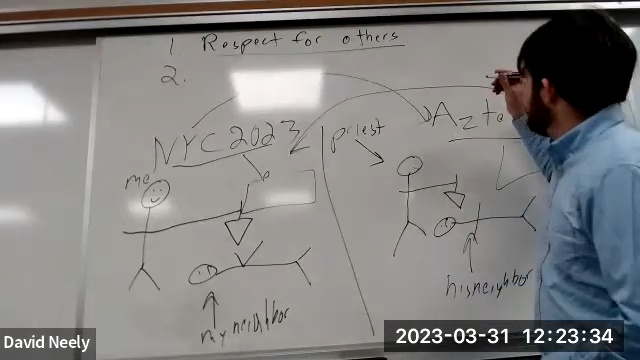 1. Respect for others
2.
NYC 2023
me
my neighbor
priest
Azte
his neighbor
David Neely
2023-03-31 12:23:34